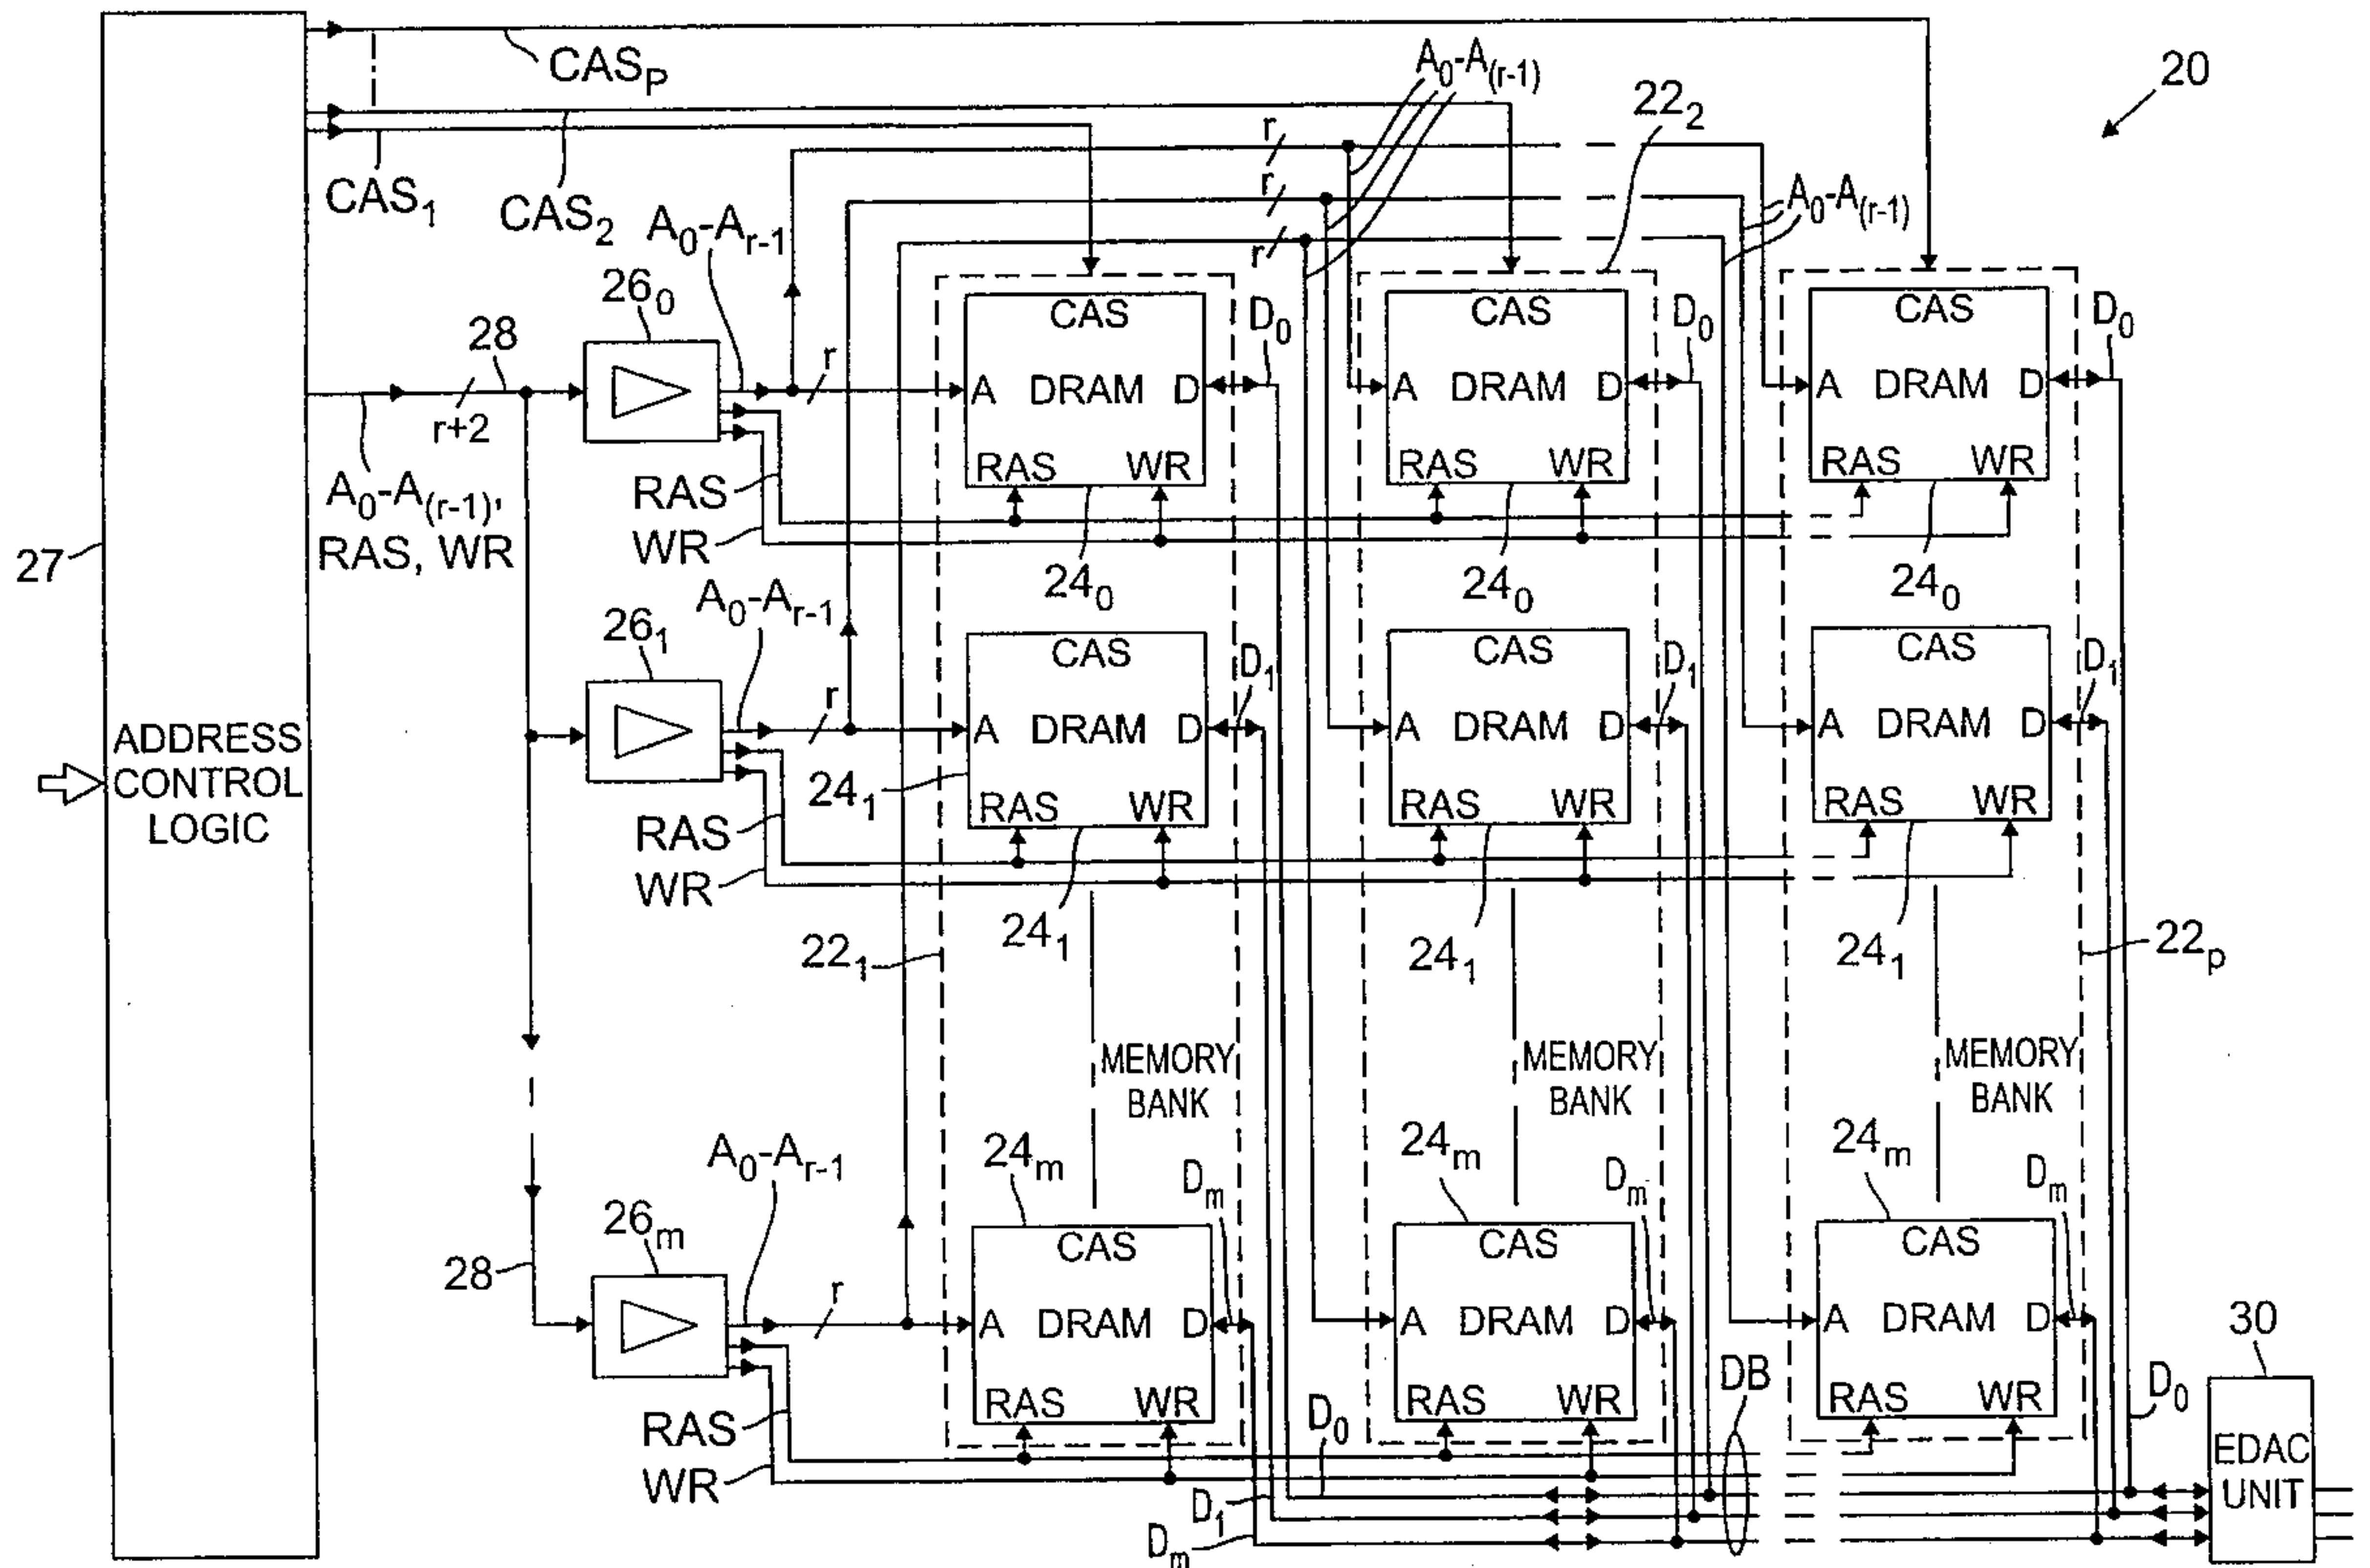 CASₚ
A₀-A₍ᵣ₋₁₎
20
22₂
CAS₁
CAS₂
A₀-Aᵣ₋₁
r
r
r
A₀-A₍ᵣ₋₁₎
26₀
28
r+2
A₀-A₍ᵣ₋₁₎,
RAS, WR
27
ADDRESS
CONTROL
LOGIC
r
RAS
WR
CAS
A DRAM D
RAS WR
D₀
24₀
CAS
A DRAM D
RAS WR
D₀
24₀
CAS
A DRAM D
RAS WR
D₀
24₀
A₀-Aᵣ₋₁
26₁
r
RAS
WR
24₁
CAS
A DRAM D
RAS WR
D₁
24₁
CAS
A DRAM D
RAS WR
D₁
24₁
CAS
A DRAM D
RAS WR
D₁
24₁
22₁
22ₚ
MEMORY
BANK
MEMORY
BANK
MEMORY
BANK
A₀-Aᵣ₋₁
26ₘ
28
r
RAS
WR
24ₘ
Dₘ
CAS
A DRAM D
RAS WR
24ₘ
Dₘ
CAS
A DRAM D
RAS WR
24ₘ
Dₘ
CAS
A DRAM D
RAS WR
DB
D₀
D₁
Dₘ
D₀
30
EDAC
UNIT